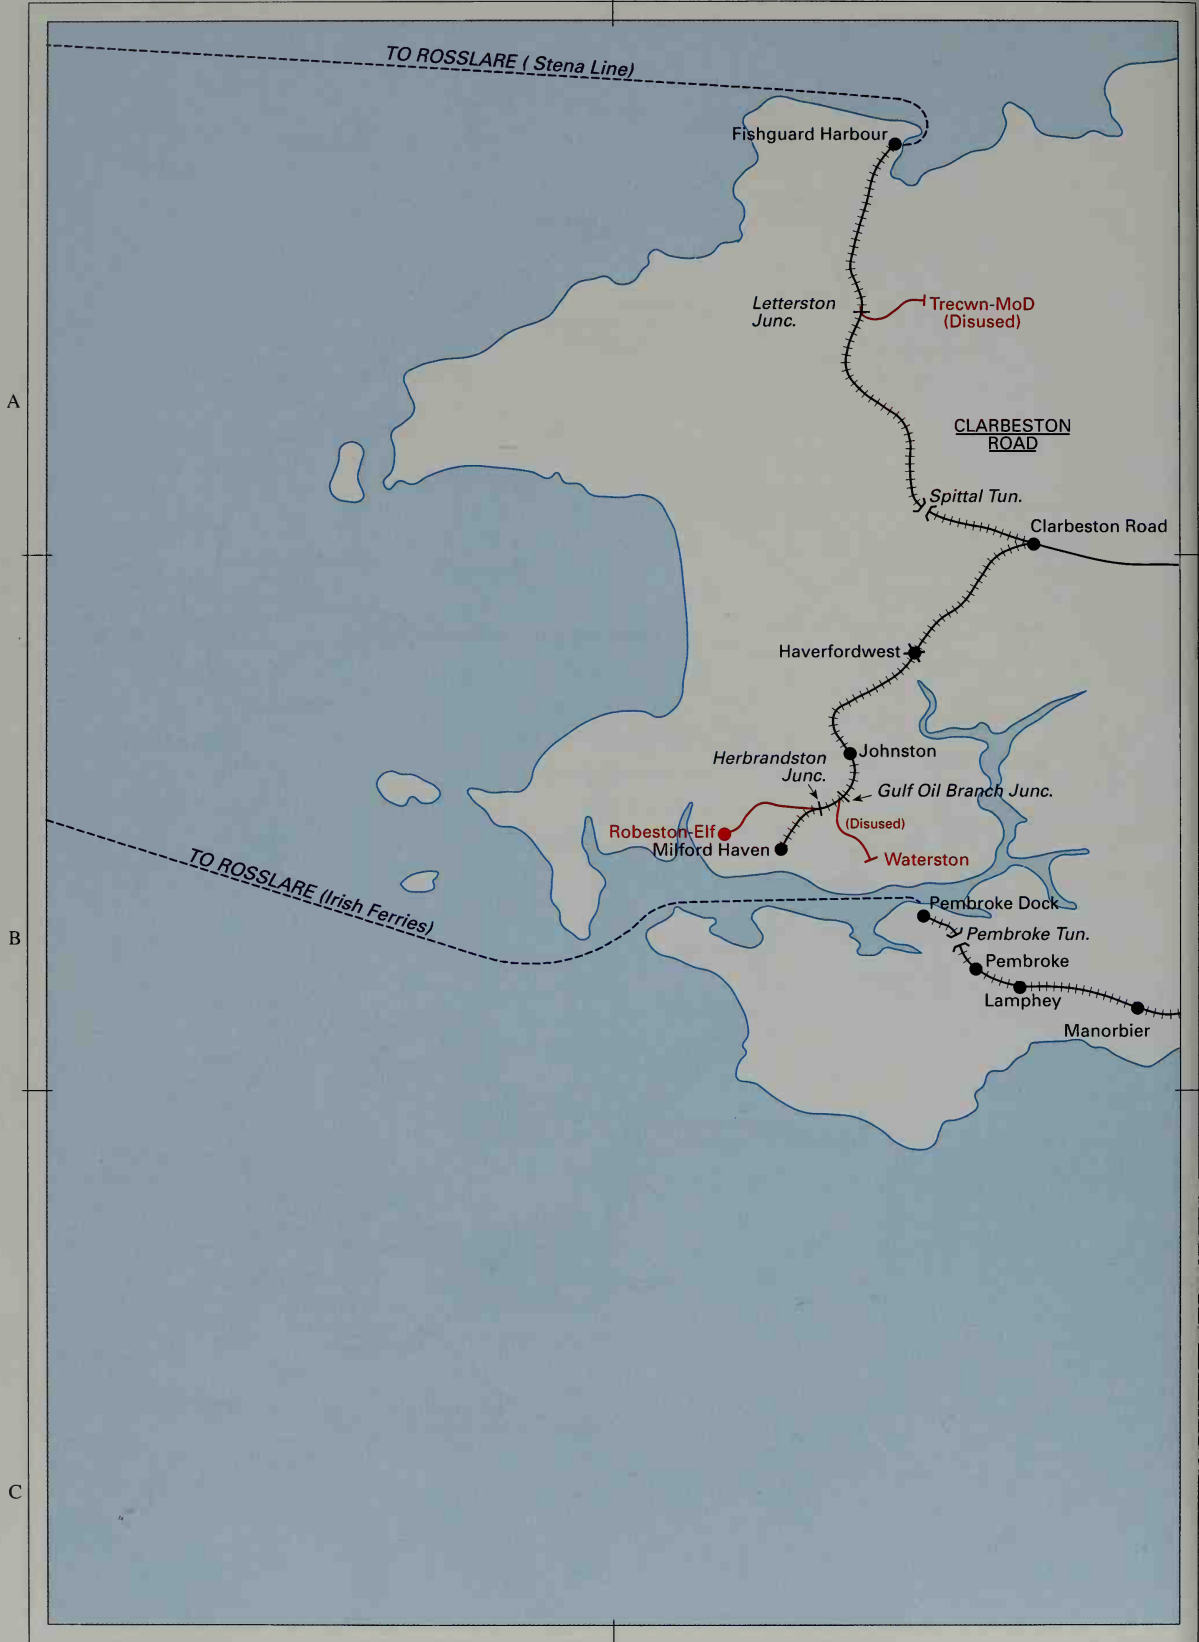 TO ROSSLARE ( Stena Line)
Fishguard Harbour
Letterston
Junc.
Trecwn-MoD
(Disused)
A
CLARBESTON
ROAD
Spittal Tun.
Clarbeston Road
Haverfordwest
Johnston
Herbrandston
Junc.
Gulf Oil Branch Junc.
(Disused)
Robeston-Elf
Milford Haven
Waterston
TO ROSSLARE (Irish Ferries)
Pembroke Dock
B
Pembroke Tun.
Pembroke
Lamphey
Manorbier
C